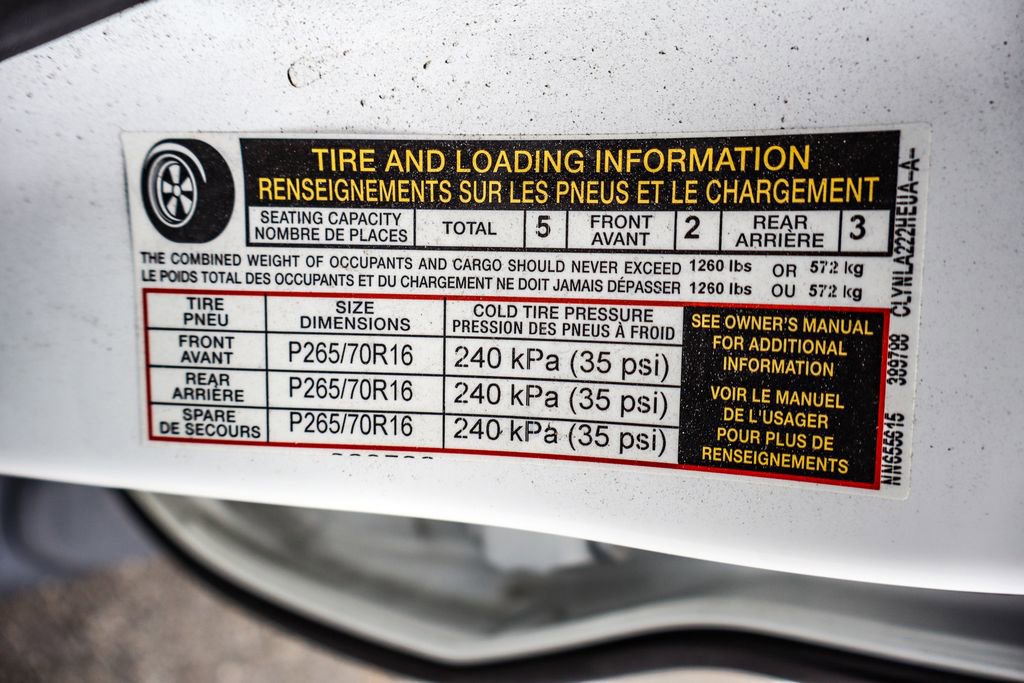 TIRE AND LOADING INFORMATION
RENSEIGNEMENTS SUR LES PNEUS ET LE CHARGEMENT
SEATING CAPACITY
NOMBRE DE PLACES
TOTAL 5
FRONT
AVANT
2
REAR
ARRIÈRE
3
THE COMBINED WEIGHT OF OCCUPANTS AND CARGO SHOULD NEVER EXCEED 1260 lbs OR 572 kg
LE POIDS TOTAL DES OCCUPANTS ET DU CHARGEMENT NE DOIT JAMAIS DÉPASSER 1260 lbs OU 572 kg
TIRE
PNEU
SIZE
DIMENSIONS
COLD TIRE PRESSURE
PRESSION DES PNEUS À FROID
FRONT
AVANT
P265/70R16
240 kPa (35 psi)
REAR
ARRIÈRE
P265/70R16
240 kPa (35 psi)
SPARE
DE SECOURS
P265/70R16
240 kPa (35 psi)
SEE OWNER'S MANUAL
FOR ADDITIONAL
INFORMATION
VOIR LE MANUEL
DE L'USAGER
POUR PLUS DE
RENSEIGNEMENTS
NN655615 389788 CLYNLA222HEUA-A-